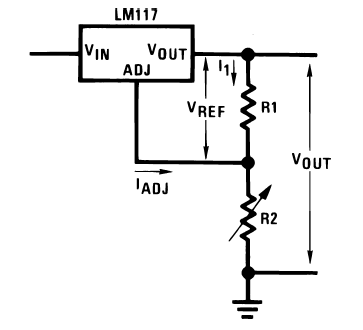 LM117
VIN VOUT
ADJ
I1
VREF
R1
VOUT
IADJ
R2